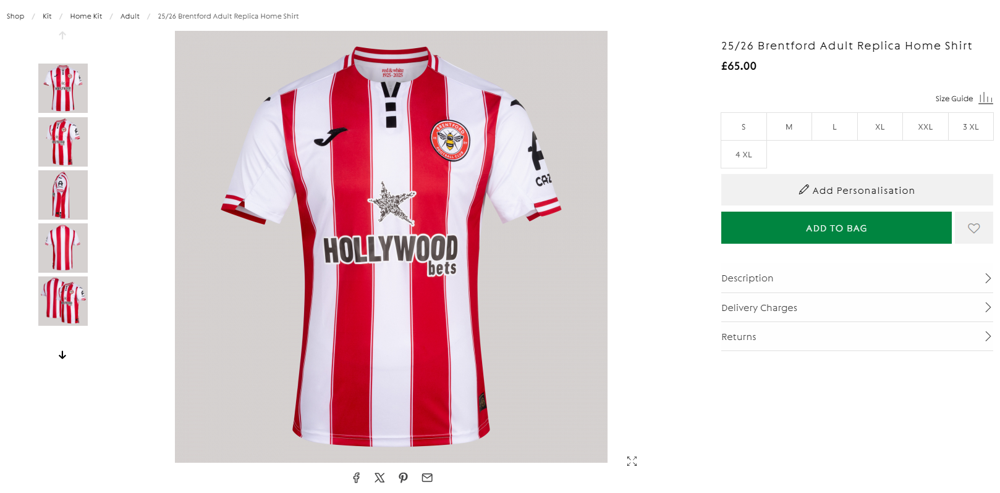 Shop / Kit / Home Kit / Adult / 25/26 Brentford Adult Replica Home Shirt
red & white
1925-2025
BRENTFORD
FOOTBALL CLUB
HOLLYWOOD
bets
25/26 Brentford Adult Replica Home Shirt
£65.00
Size Guide
S M L XL XXL 3 XL
4 XL
Add Personalisation
ADD TO BAG
Description
Delivery Charges
Returns